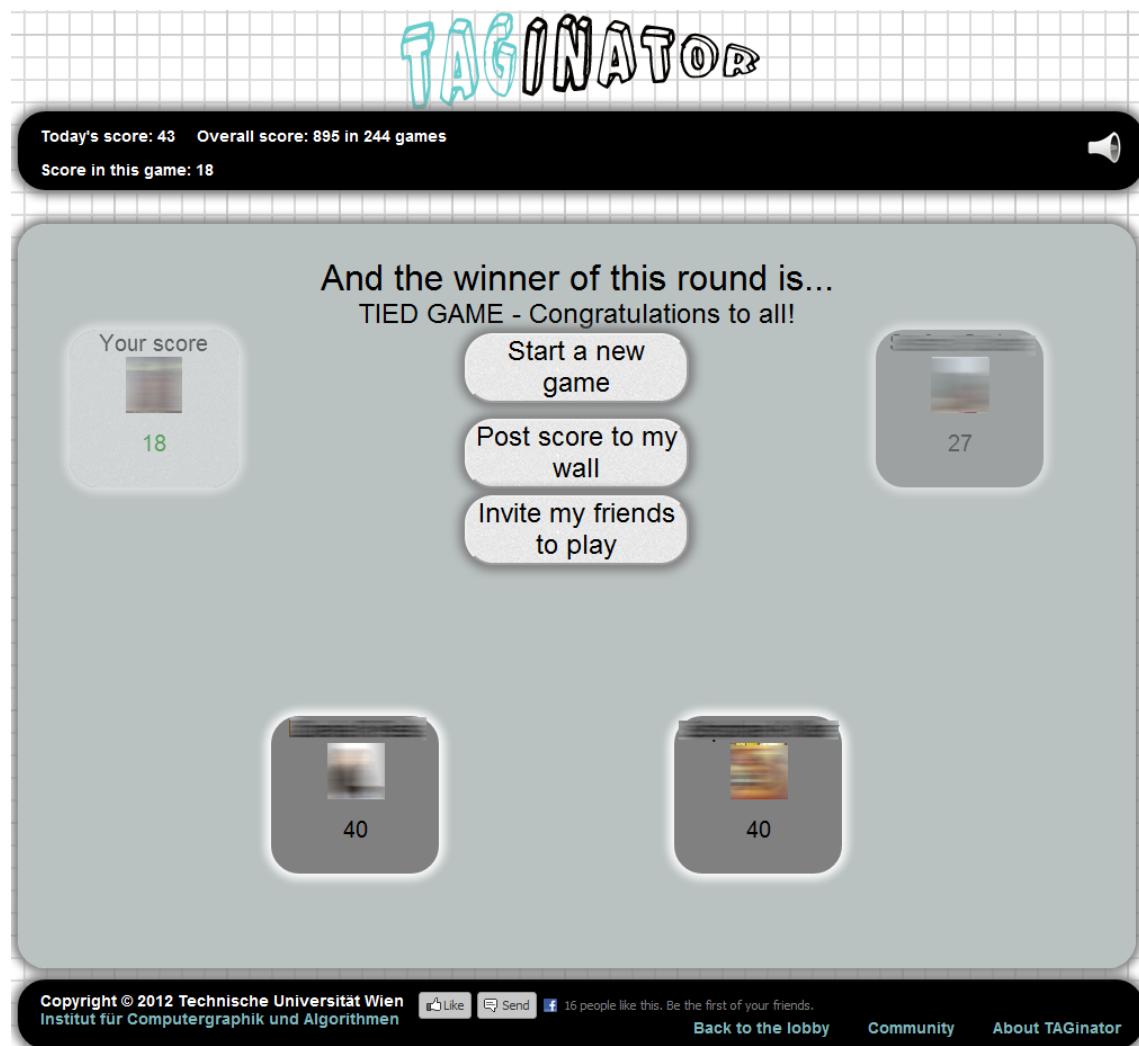 TAGINATOR
Today's score: 43 Overall score: 895 in 244 games
Score in this game: 18
And the winner of this round is...
TIED GAME - Congratulations to all!
Your score
18
Start a new
game
27
Post score to my
wall
Invite my friends
to play
40
40
Copyright © 2012 Technische Universität Wien
Institut für Computergraphik und Algorithmen
Like
Send
16 people like this. Be the first of your friends.
Back to the lobby
Community
About TAGinator